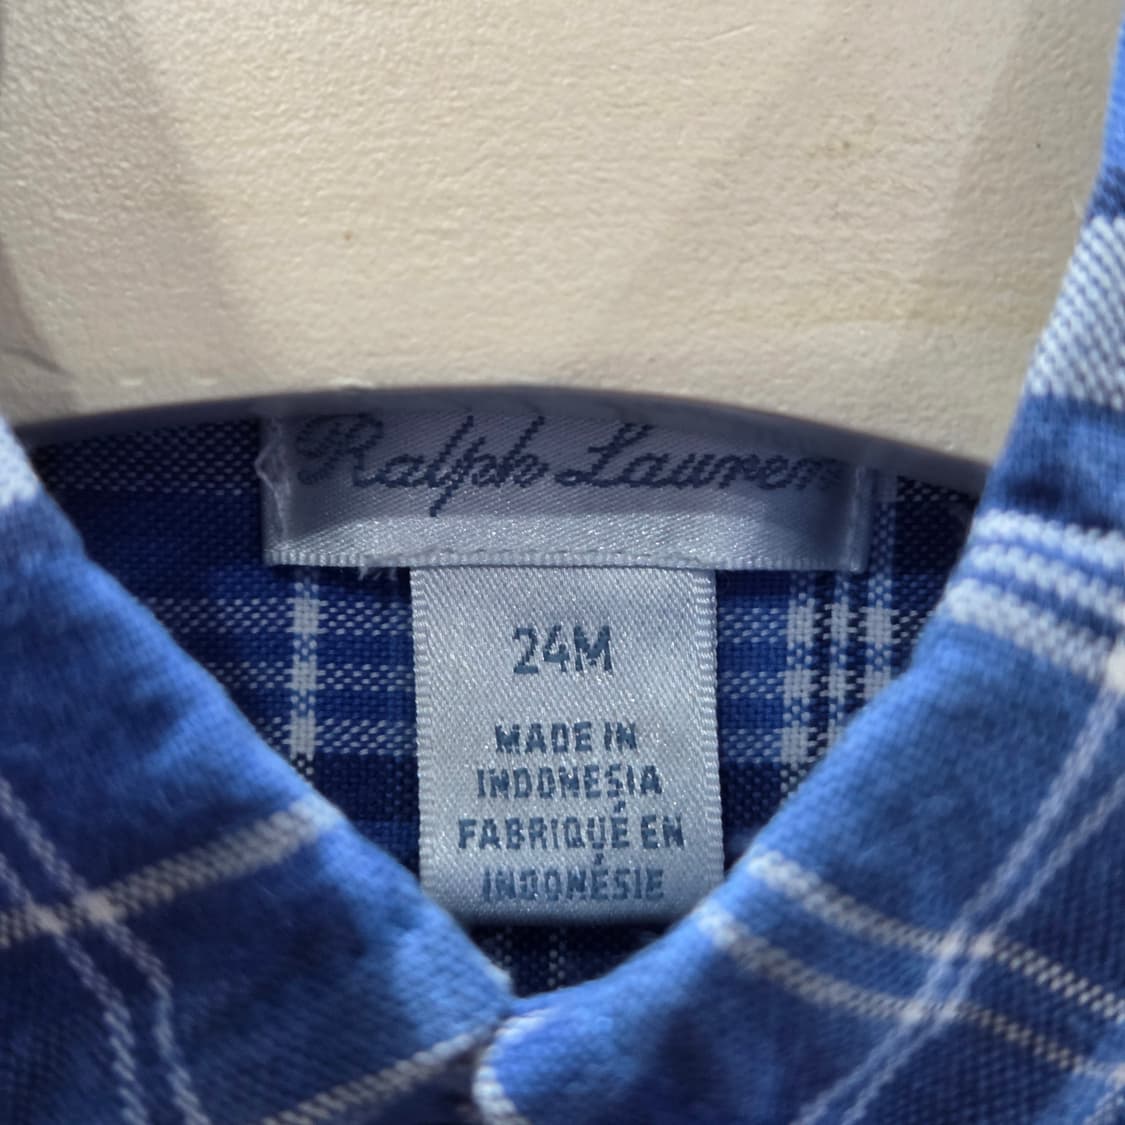 Ralph Lauren
24M
MADE IN
INDONESIA
FABRIQUÉ EN
INDONÉSIE